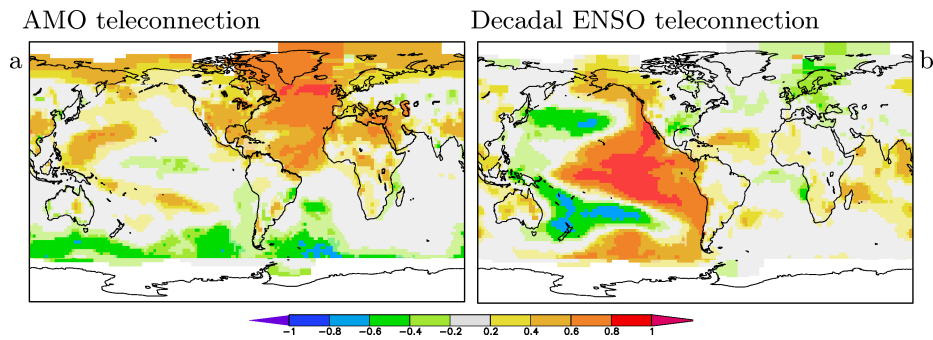 AMO teleconnection
Decadal ENSO teleconnection
a
b
-1 -0.8 -0.6 -0.4 -0.2 0.2 0.4 0.6 0.8 1